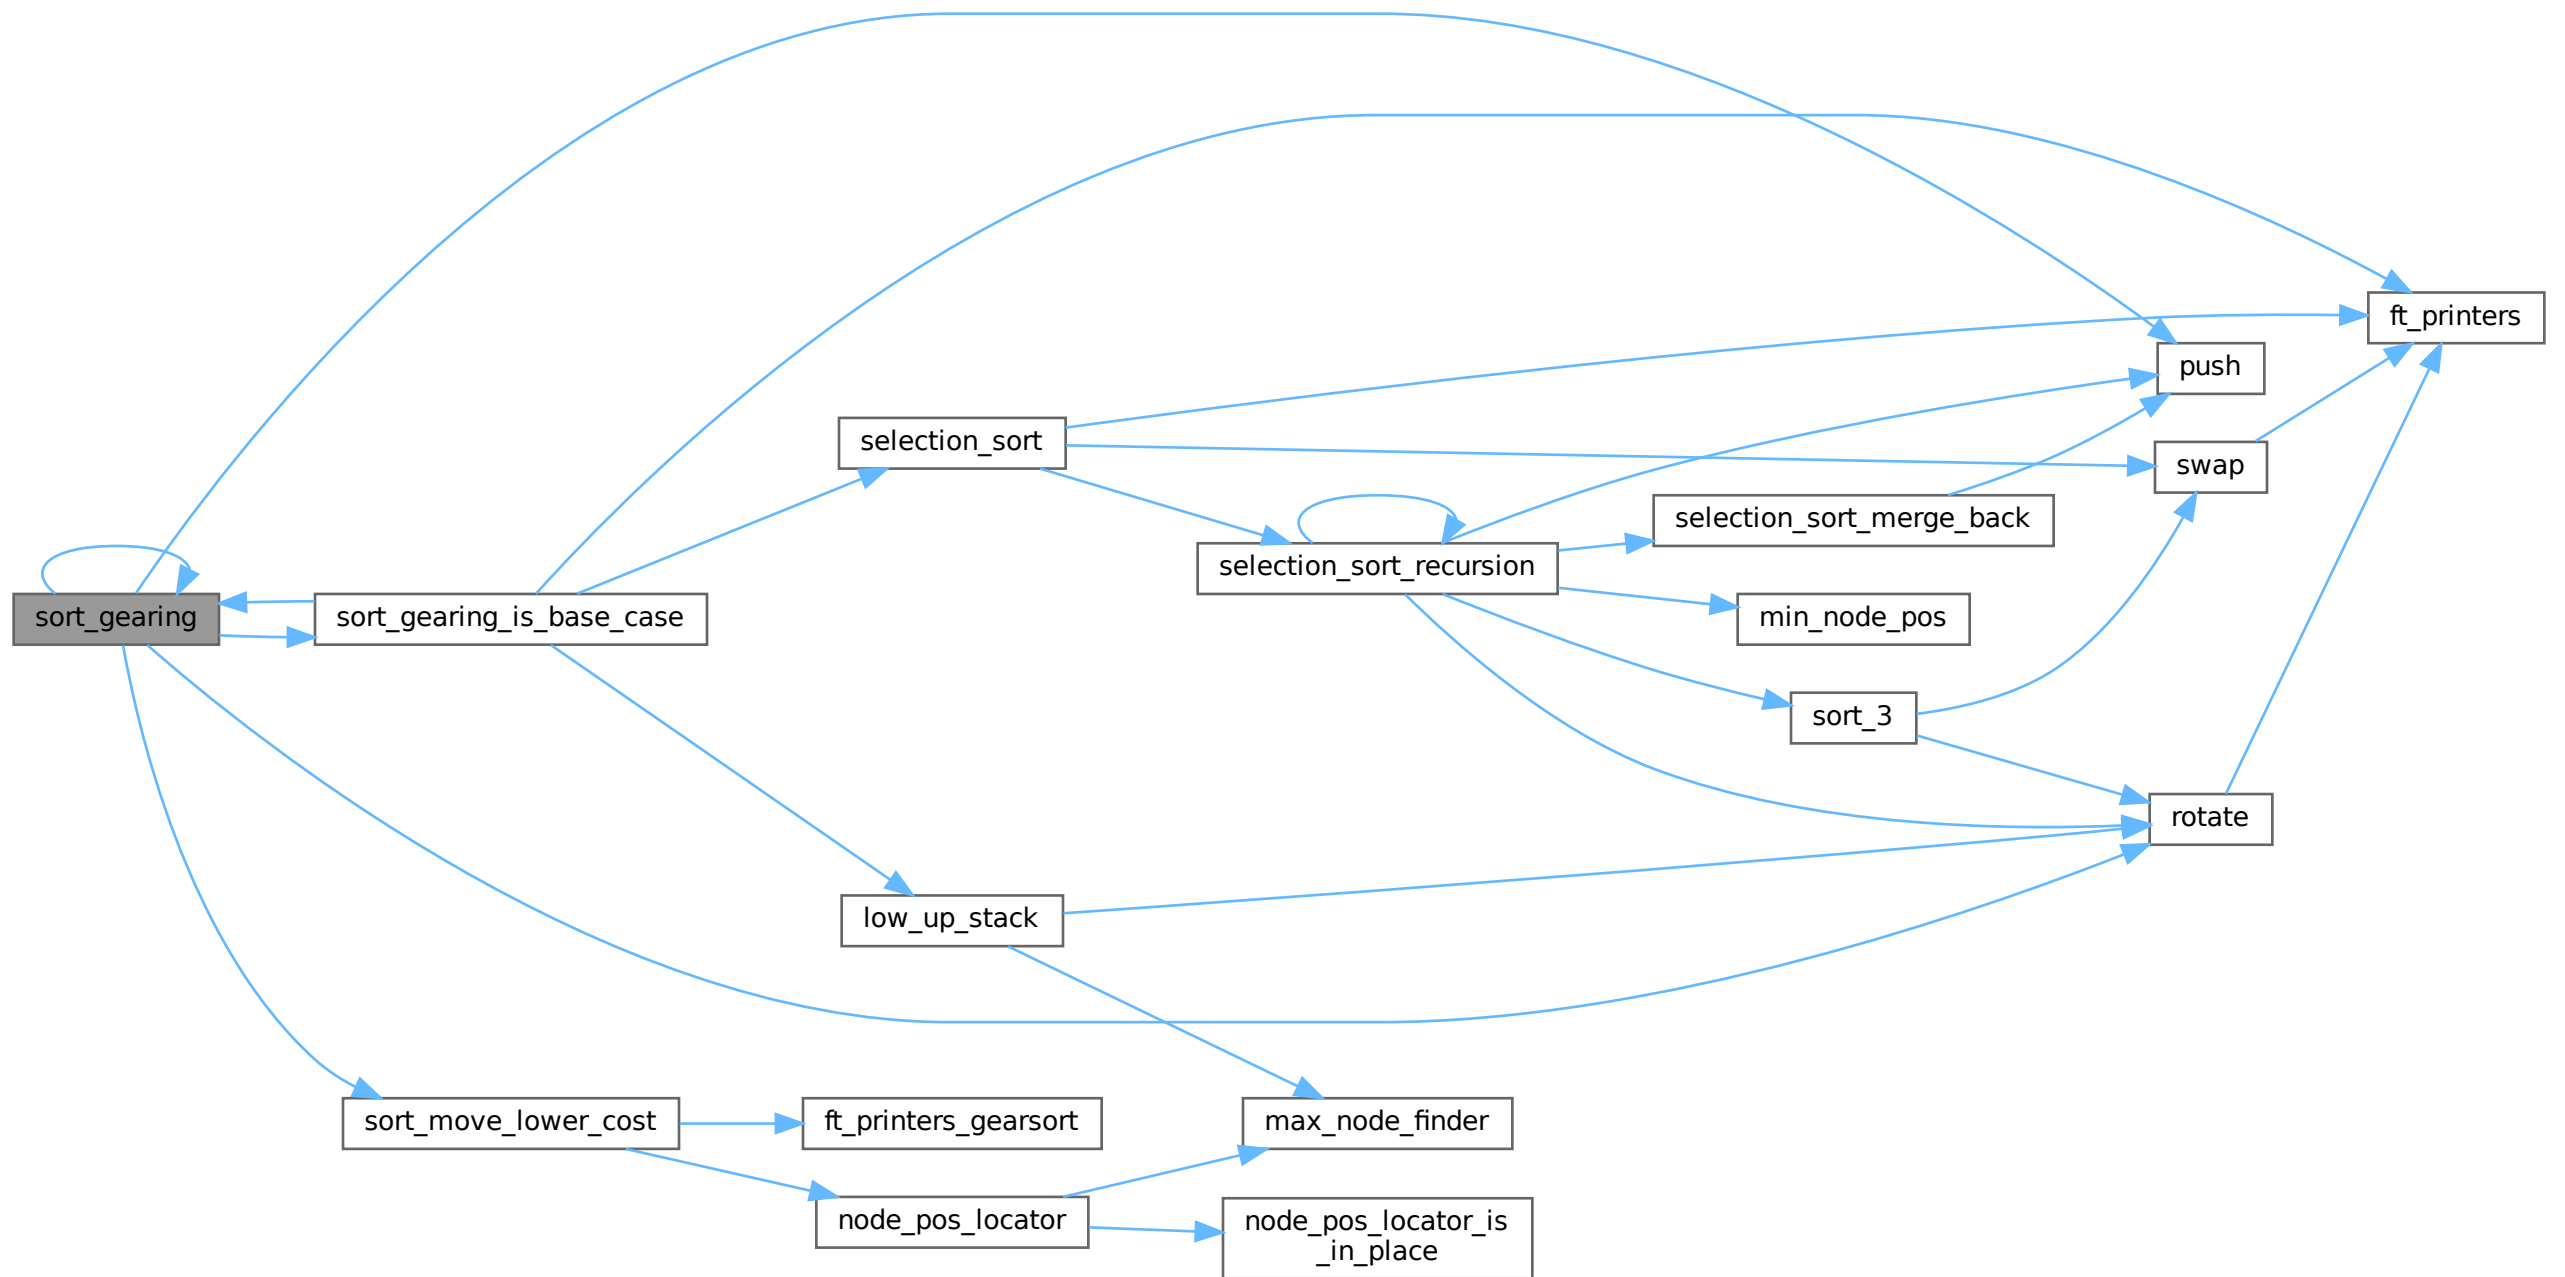 ft_printers
push
selection_sort
swap
selection_sort_merge_back
selection_sort_recursion
sort_gearing
sort_gearing_is_base_case
min_node_pos
sort_3
rotate
low_up_stack
sort_move_lower_cost
ft_printers_gearsort
max_node_finder
node_pos_locator
node_pos_locator_is
_in_place